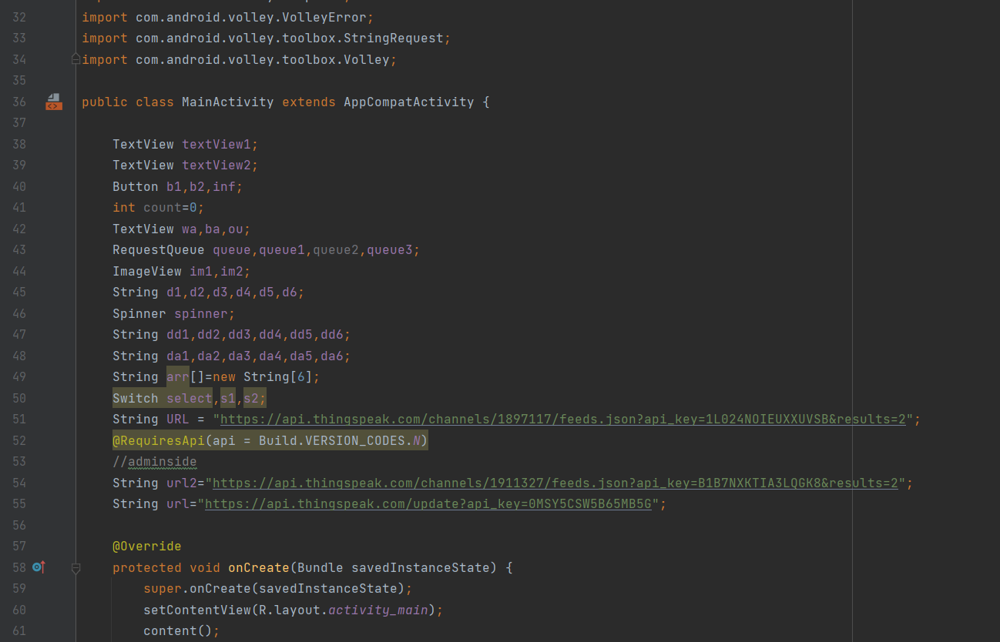 32 import com.android.volley.VolleyError;
33 import com.android.volley.toolbox.StringRequest;
34 import com.android.volley.toolbox.Volley;
35
36 public class MainActivity extends AppCompatActivity {
37
38 TextView textView1;
39 TextView textView2;
40 Button b1,b2,inf;
41 int count=0;
42 TextView wa,ba,ou;
43 RequestQueue queue,queue1,queue2,queue3;
44 ImageView im1,im2;
45 String d1,d2,d3,d4,d5,d6;
46 Spinner spinner;
47 String dd1,dd2,dd3,dd4,dd5,dd6;
48 String da1,da2,da3,da4,da5,da6;
49 String arr[]=new String[6];
50 Switch select,s1,s2;
51 String URL = "https://api.thingspeak.com/channels/1897117/feeds.json?api_key=1L024NOIEUXXUVSB&results=2";
52 @RequiresApi(api = Build.VERSION_CODES.N)
53 //adminside
54 String url2="https://api.thingspeak.com/channels/1911327/feeds.json?api_key=B1B7NXKTIA3LQGK8&results=2";
55 String url="https://api.thingspeak.com/update?api_key=0MSY5CSW5B65MB5G";
56
57 @Override
58 protected void onCreate(Bundle savedInstanceState) {
59 super.onCreate(savedInstanceState);
60 setContentView(R.layout.activity_main);
61 content();